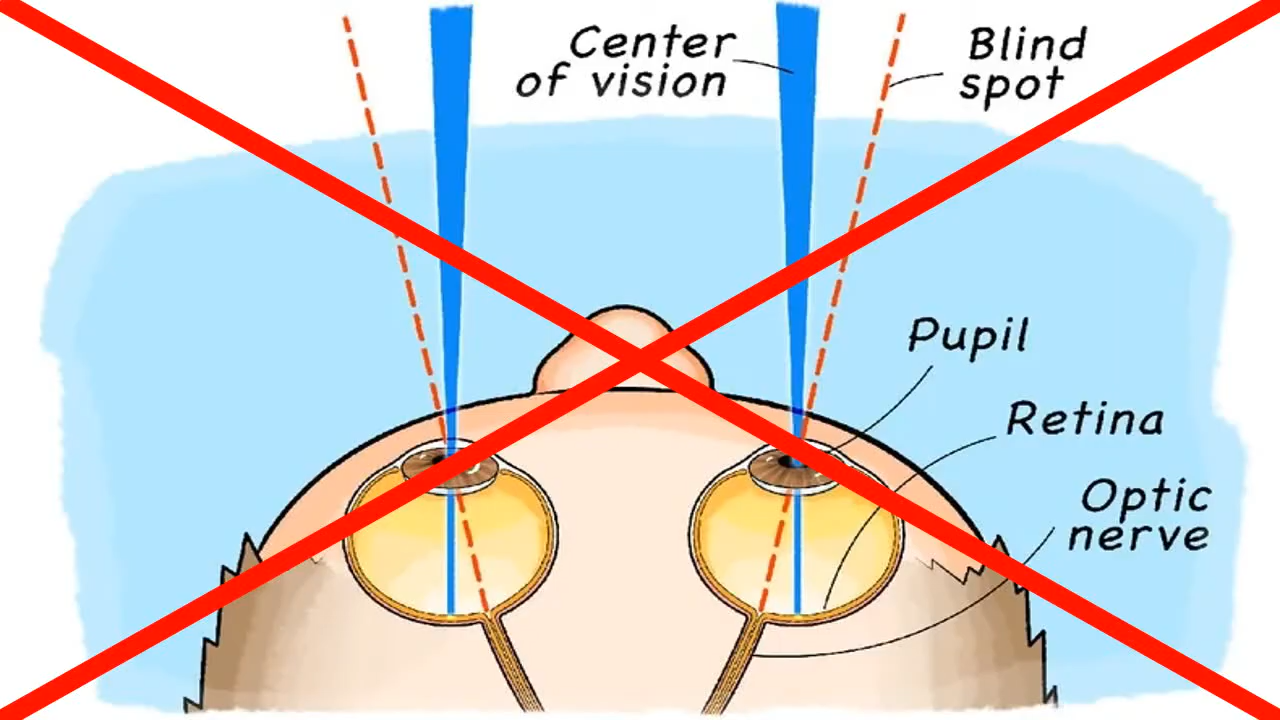 Center
of vision
Blind
spot
Pupil
Retina
Optic
nerve